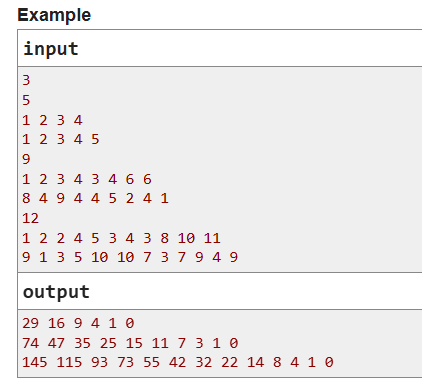 Example
input
3
5
1 2 3 4
1 2 3 4 5
9
1 2 3 4 3 4 6 6
8 4 9 4 4 5 2 4 1
12
1 2 2 4 5 3 4 3 8 10 11
9 1 3 5 10 10 7 3 7 9 4 9
output
29 16 9 4 1 0
74 47 35 25 15 11 7 3 1 0
145 115 93 73 55 42 32 22 14 8 4 1 0